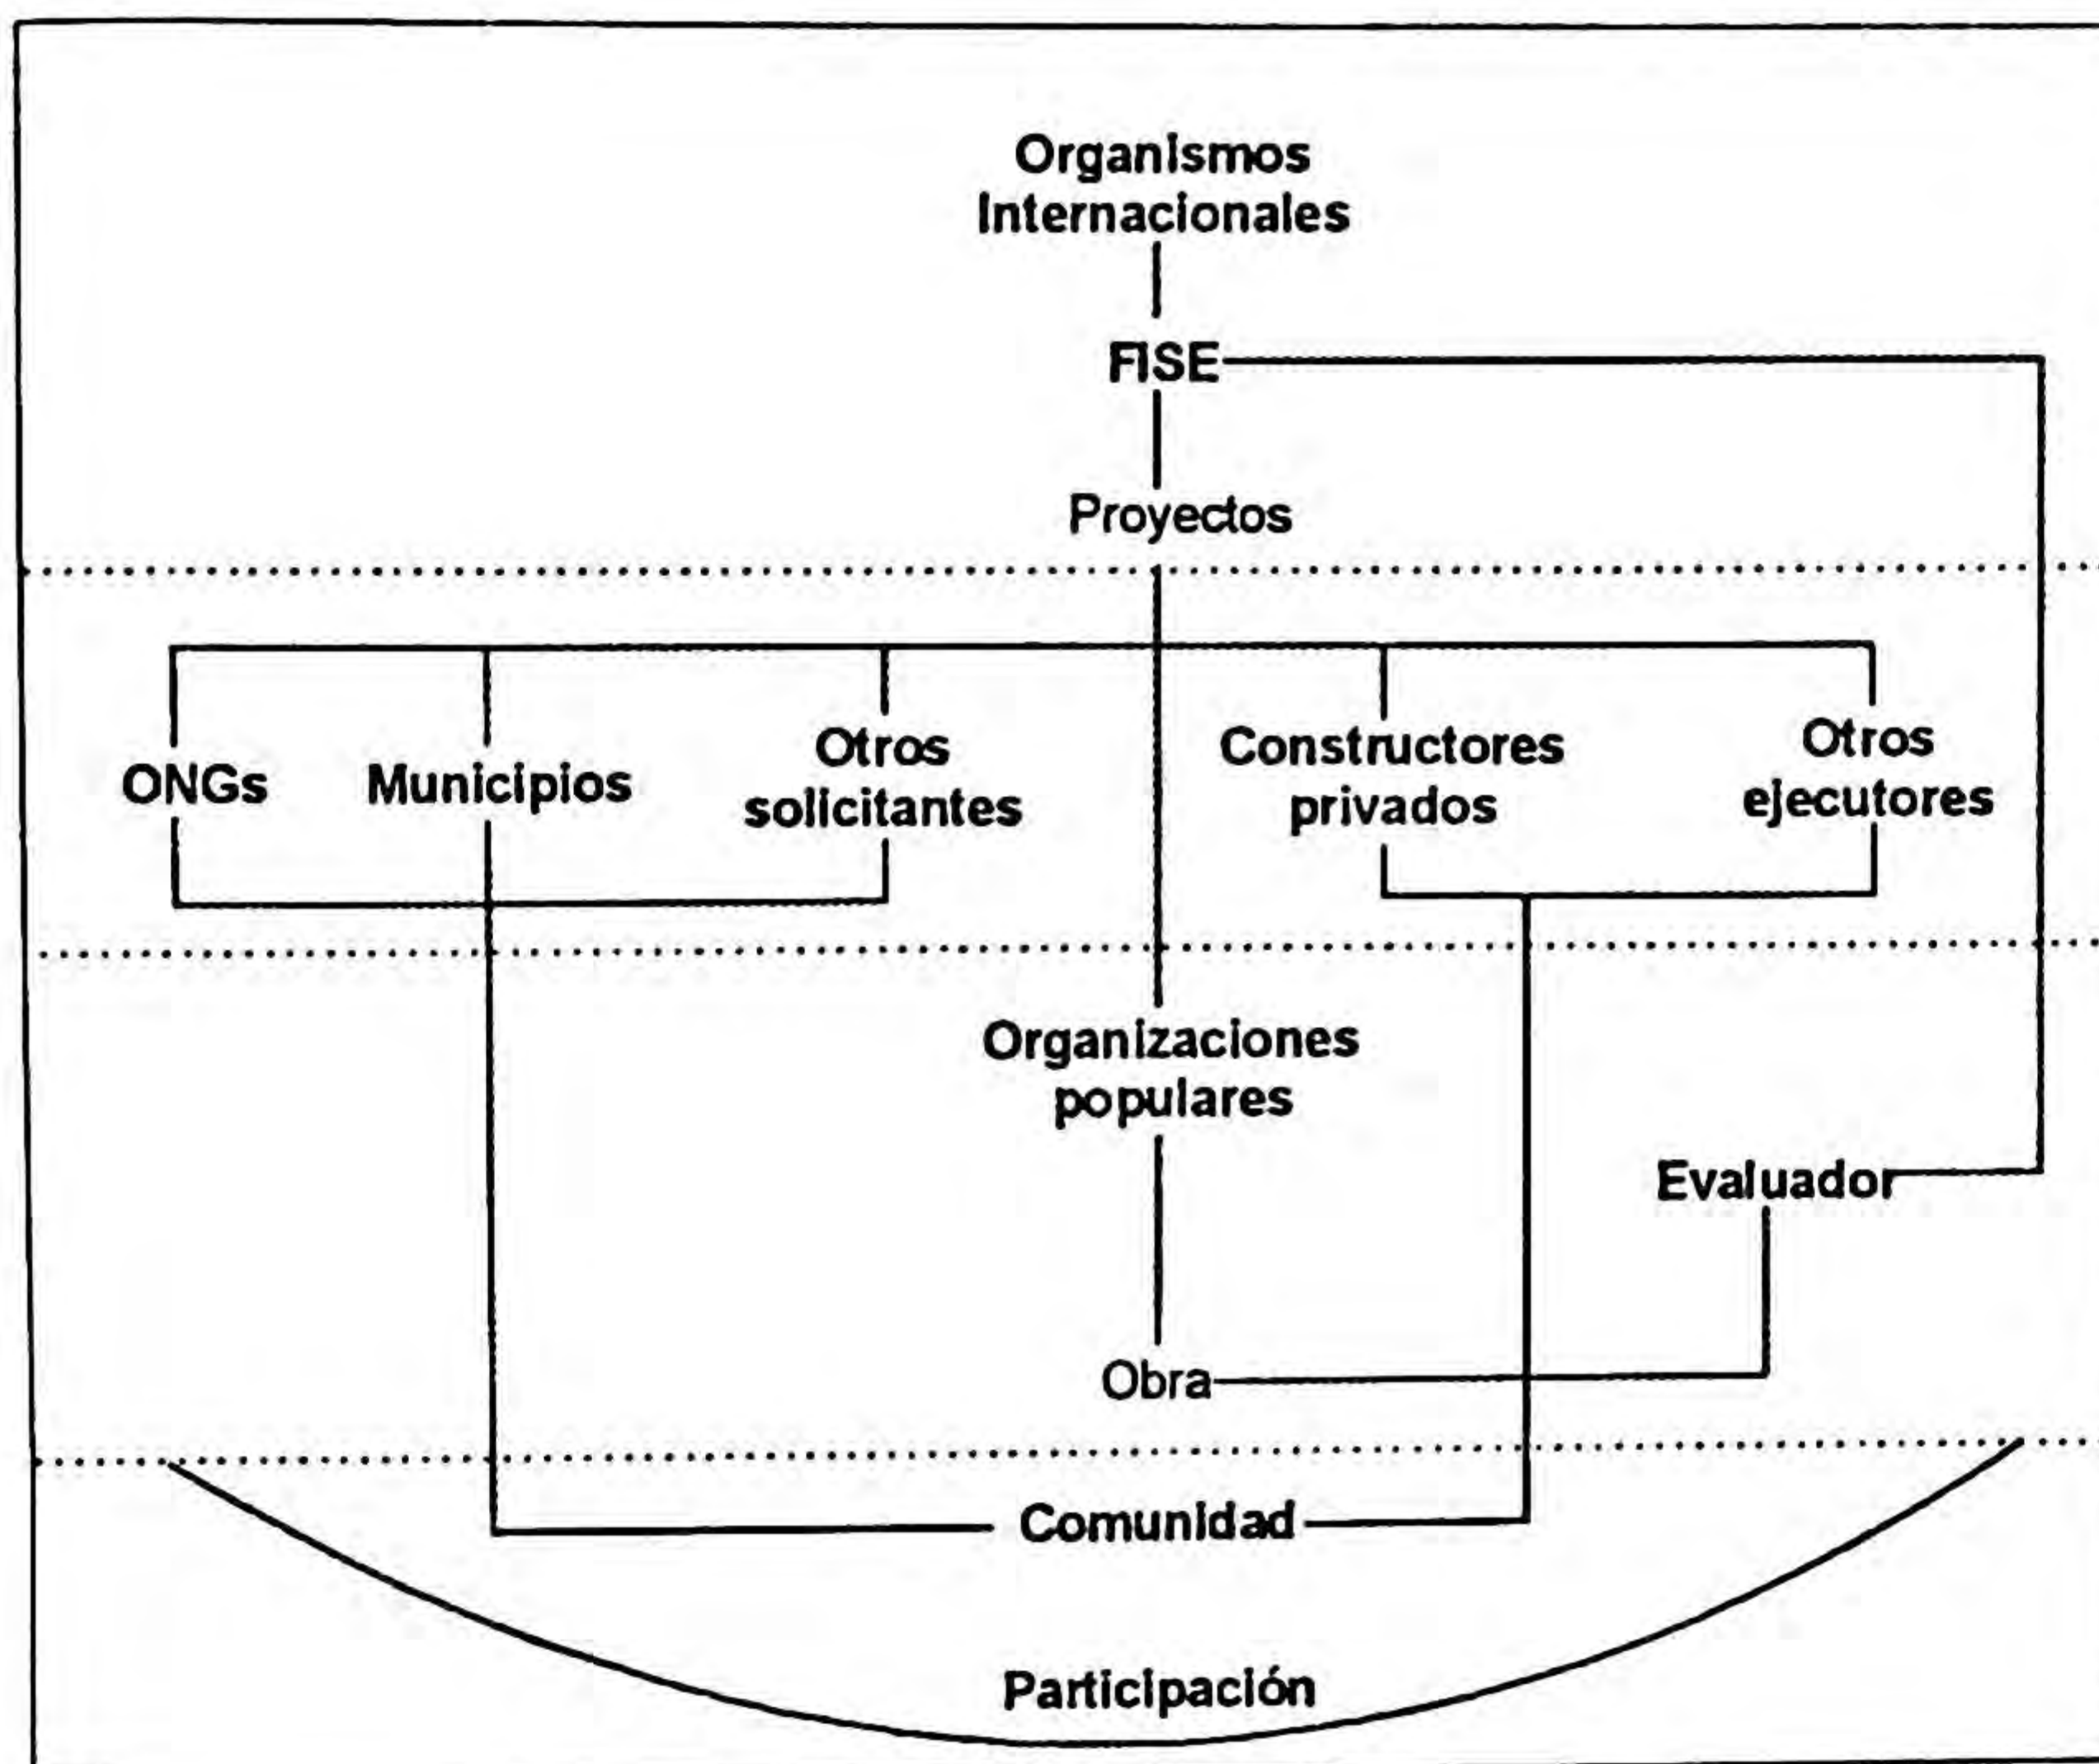 Organismos
Internacionales
FISE
Proyectos
ONGs
Municipios
Otros
solicitantes
Constructores
privados
Otros
ejecutores
Organizaciones
populares
Evaluador
Obra
Comunidad
Participación